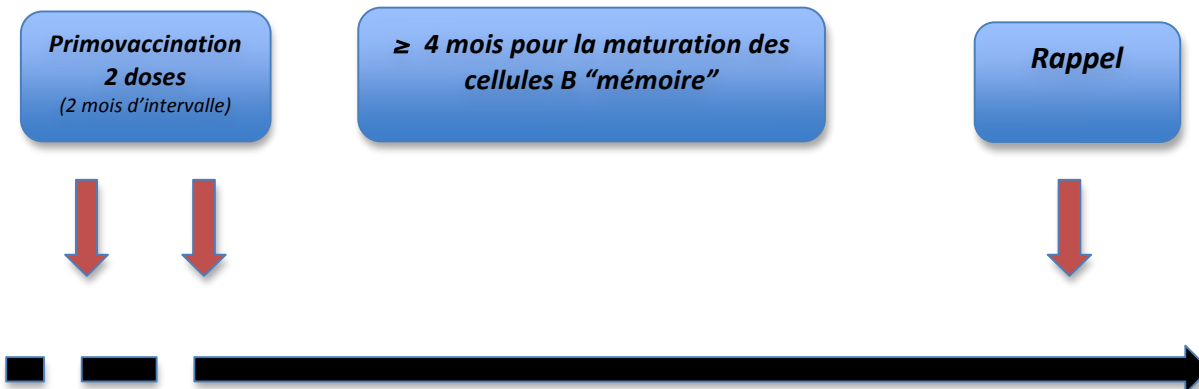 Primovaccination
2 doses
(2 mois d’intervalle)
≥ 4 mois pour la maturation des
cellules B “mémoire”
Rappel